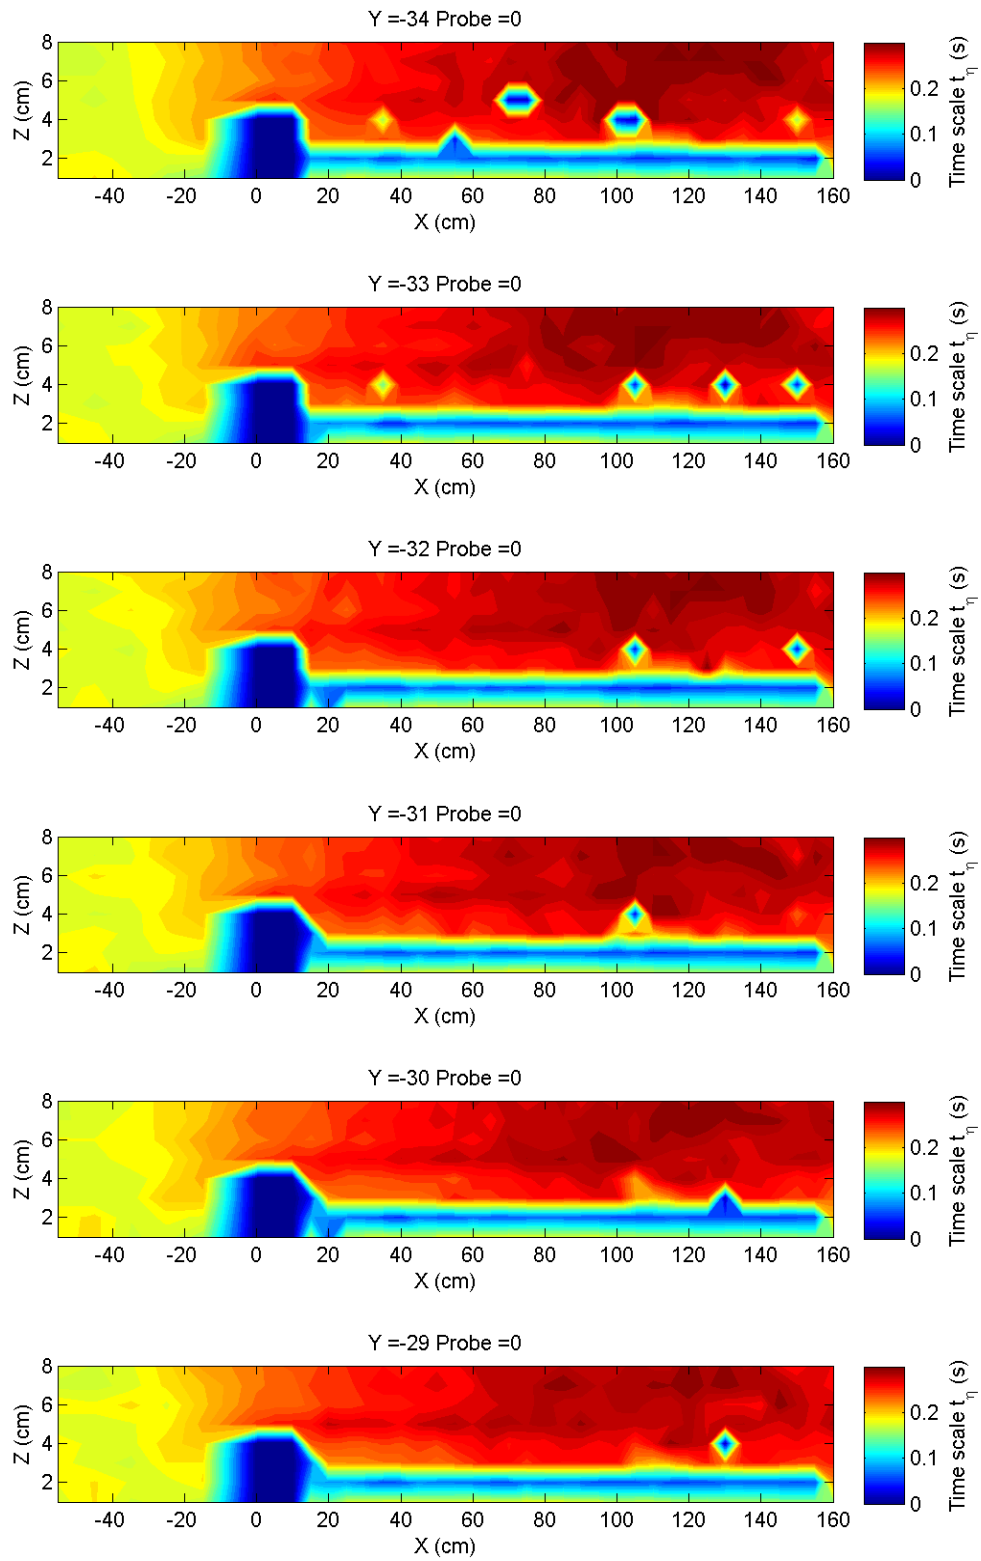 Y =-34 Probe =0
8
6
4
2
Z (cm)
-40 -20 0 20 40 60 80 100 120 140 160
X (cm)
0.2
0.1
0
Time scale t_η (s)
Y =-33 Probe =0
8
6
4
2
Z (cm)
-40 -20 0 20 40 60 80 100 120 140 160
X (cm)
0.2
0.1
0
Time scale t_η (s)
Y =-32 Probe =0
8
6
4
2
Z (cm)
-40 -20 0 20 40 60 80 100 120 140 160
X (cm)
0.2
0.1
0
Time scale t_η (s)
Y =-31 Probe =0
8
6
4
2
Z (cm)
-40 -20 0 20 40 60 80 100 120 140 160
X (cm)
0.2
0.1
0
Time scale t_η (s)
Y =-30 Probe =0
8
6
4
2
Z (cm)
-40 -20 0 20 40 60 80 100 120 140 160
X (cm)
0.2
0.1
0
Time scale t_η (s)
Y =-29 Probe =0
8
6
4
2
Z (cm)
-40 -20 0 20 40 60 80 100 120 140 160
X (cm)
0.2
0.1
0
Time scale t_η (s)